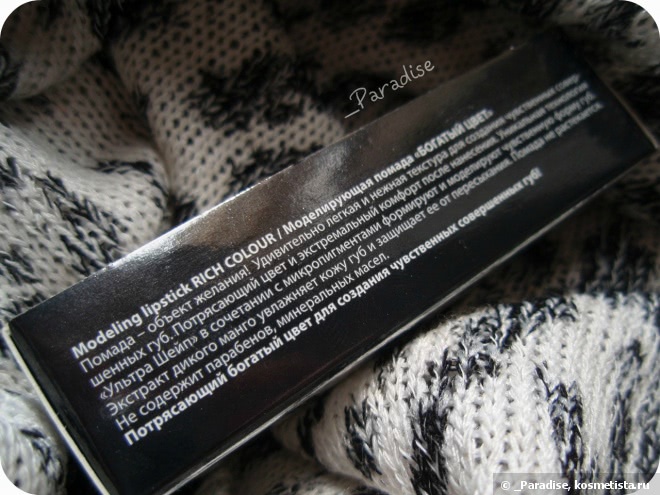 _Paradise
Modeling lipstick RICH COLOUR / Моделирующая помада «БОГАТЫЙ ЦВЕТ»
Помада – объект желания! Удивительно легкая и нежная текстура для создания чувственных совер-
шенных губ. Потрясающий цвет и экстремальный комфорт после нанесения. Уникальная технология
«Ультра Шейп» в сочетании с микропигментами формируют и моделируют чувственную форму губ.
Экстракт дикого манго увлажняет кожу губ и защищает ее от пересыхания. Помада не растекается.
Не содержит парабенов, минеральных масел.
Потрясающий богатый цвет для создания чувственных совершенных губ!
© _Paradise, kosmetista.ru